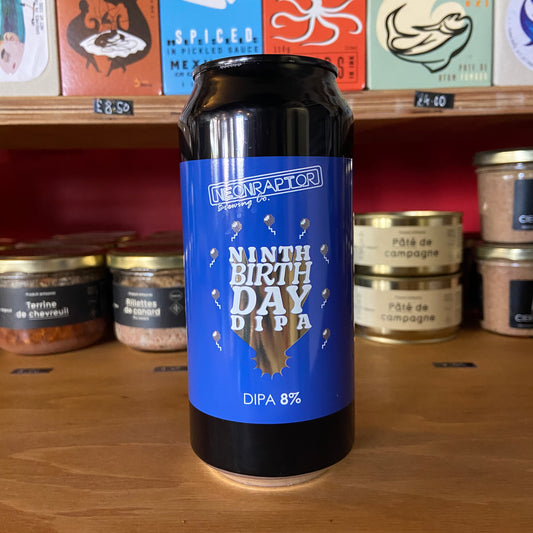 SPICED
IN PICKLED SAUCE
£8.50
£4.60
NEONRAPTOR
Brewing Co.
NINTH
BIRTH
DAY
DIPA
DIPA 8%
Terrine
de chevreuil
Rillettes
de canard
Pâté de
campagne
Pâté de
campagne